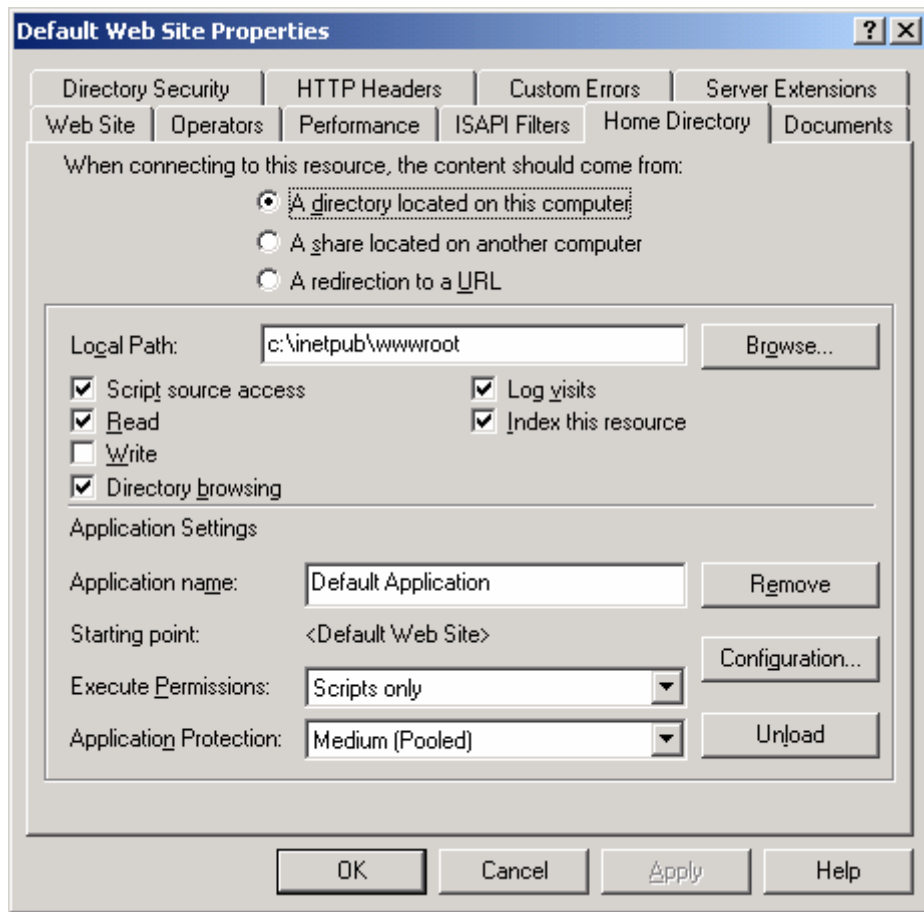 Default Web Site Properties
Directory Security HTTP Headers Custom Errors Server Extensions
Web Site Operators Performance ISAPI Filters Home Directory Documents
When connecting to this resource, the content should come from:
A directory located on this computer
A share located on another computer
A redirection to a URL
Local Path: c:\inetpub\wwwroot Browse...
Script source access Log visits
Read Index this resource
Write
Directory browsing
Application Settings
Application name: Default Application Remove
Starting point: <Default Web Site>
Configuration...
Execute Permissions: Scripts only
Application Protection: Medium (Pooled) Unload
OK Cancel Apply Help